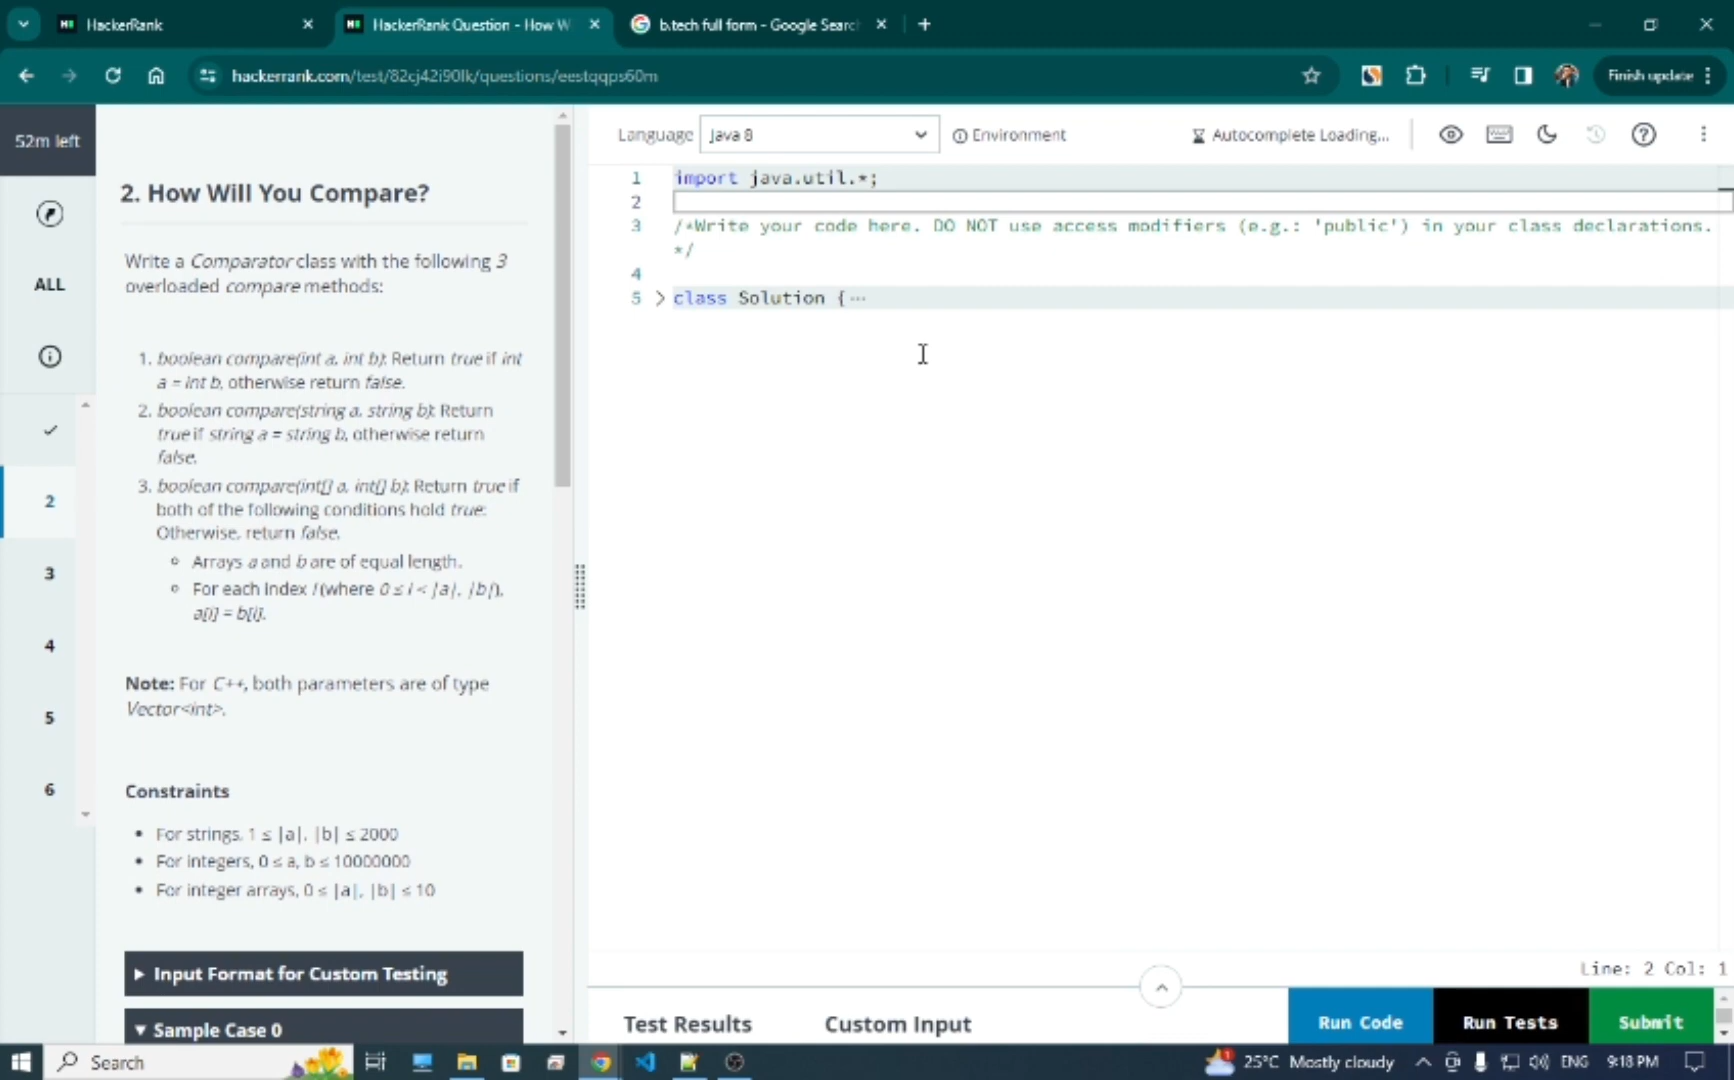 HackerRank
HackerRank Question - How W
b.tech full form - Google Searc
hackerrank.com/test/82cj42i90lk/questions/eestqqps60m
Finish update
52m left
ALL
2
3
4
5
6
2. How Will You Compare?
Write a Comparator class with the following 3
overloaded compare methods:
1. boolean compare(int a, int b): Return true if int
a = int b, otherwise return false.
2. boolean compare(string a, string b): Return
true if string a = string b, otherwise return
false.
3. boolean compare(int[] a, int[] b): Return true if
both of the following conditions hold true:
Otherwise, return false.
Arrays a and b are of equal length.
For each index i (where 0 ≤ i < |a|, |b|),
a[i] = b[i].
Note: For C++, both parameters are of type
Vector<int>.
Constraints
• For strings, 1 ≤ |a|, |b| ≤ 2000
• For integers, 0 ≤ a, b ≤ 10000000
• For integer arrays, 0 ≤ |a|, |b| ≤ 10
Input Format for Custom Testing
Sample Case 0
Language Java 8 Environment Autocomplete Loading...
1 import java.util.*;
2
3 /*Write your code here. DO NOT use access modifiers (e.g.: 'public') in your class declarations.
*/
4
5 class Solution {...
Line: 2 Col: 1
Test Results Custom Input Run Code Run Tests Submit
Search
25°C Mostly cloudy ENG 9:18 PM